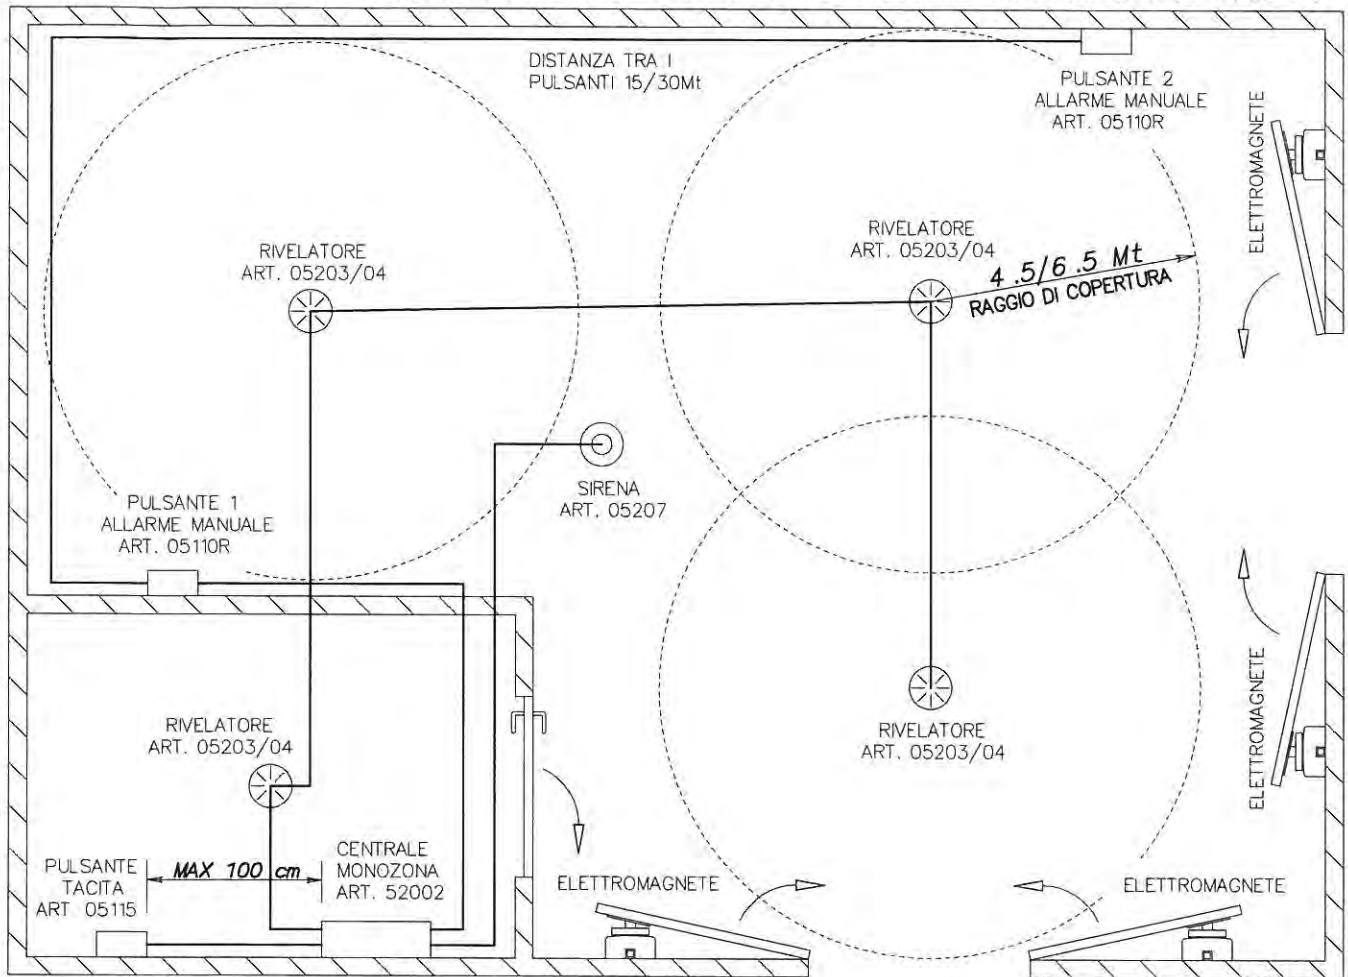 DISTANZA TRA I
PULSANTI 15/30Mt
PULSANTE 2
ALLARME MANUALE
ART. 05110R
ELETTROMAGNETE
RIVELATORE
ART. 05203/04
RIVELATORE
ART. 05203/04
4.5/6.5 Mt
RAGGIO DI COPERTURA
PULSANTE 1
ALLARME MANUALE
ART. 05110R
SIRENA
ART. 05207
ELETTROMAGNETE
RIVELATORE
ART. 05203/04
RIVELATORE
ART. 05203/04
PULSANTE
TACITA
ART. 05115
MAX 100 cm
CENTRALE
MONOZONA
ART. 52002
ELETTROMAGNETE
ELETTROMAGNETE